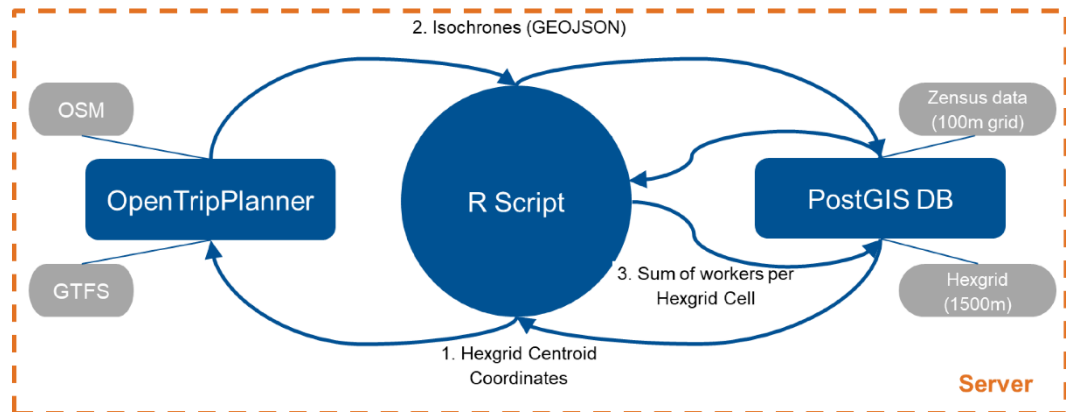 2. Isochrones (GEOJSON)
OSM
Zensus data
(100m grid)
OpenTripPlanner
R Script
PostGIS DB
GTFS
3. Sum of workers per
Hexgrid Cell
Hexgrid
(1500m)
1. Hexgrid Centroid
Coordinates
Server